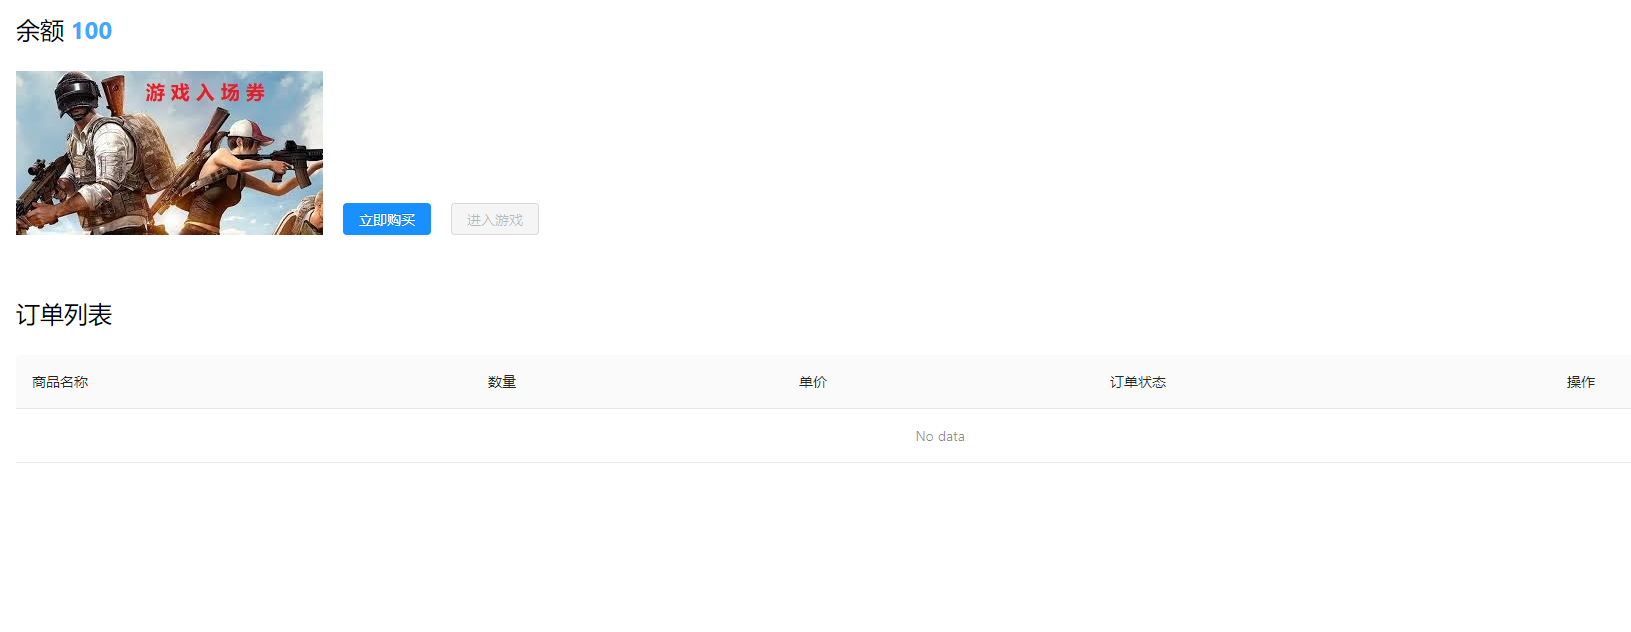 余额 100
游戏入场券
立即购买 进入游戏
订单列表
商品名称 数量 单价 订单状态 操作
No data